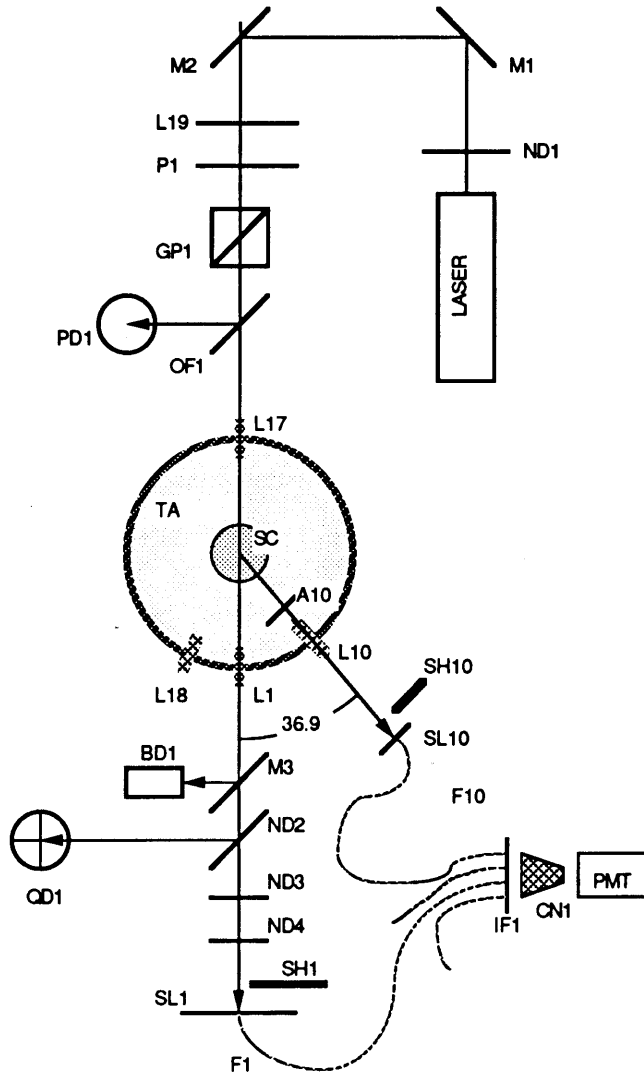 M2
M1
L19
P1
ND1
GP1
LASER
PD1
OF1
L17
TA
SC
A10
L10
L18
L1
SH10
36.9
SL10
BD1
M3
F10
ND2
QD1
PMT
ND3
IF1
CN1
ND4
SH1
SL1
F1